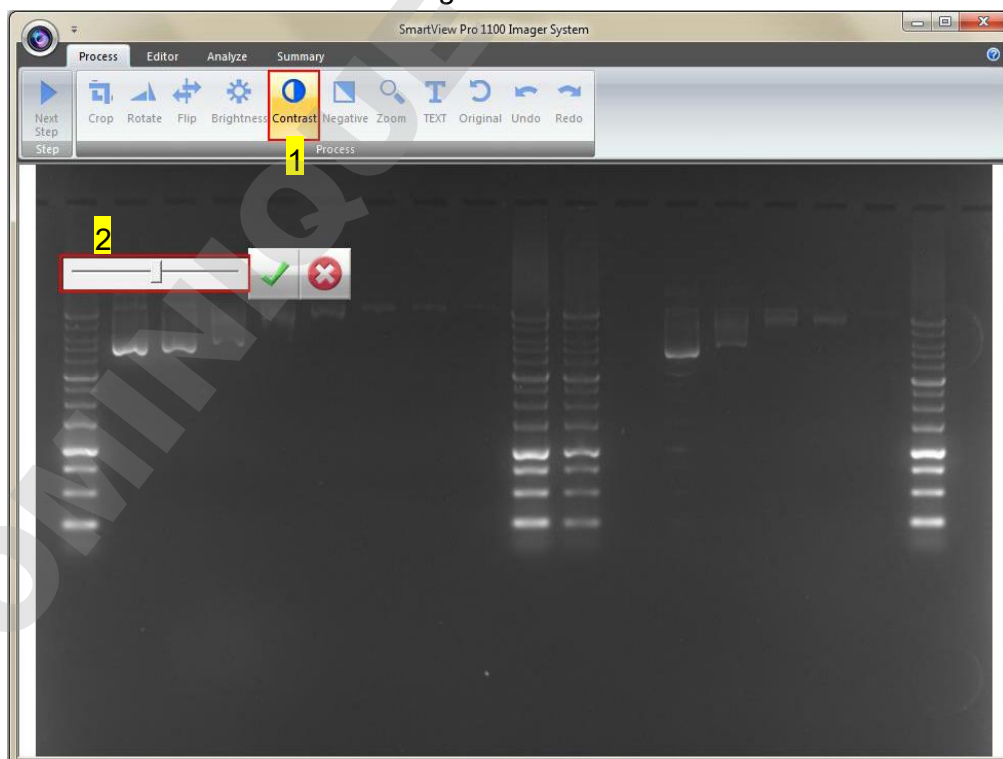 SmartView Pro 1100 Imager System
Process Editor Analyze Summary
Next Step
Crop Rotate Flip Brightness Contrast Negative Zoom TEXT Original Undo Redo
Step
Process
1
2
OMINIQUE